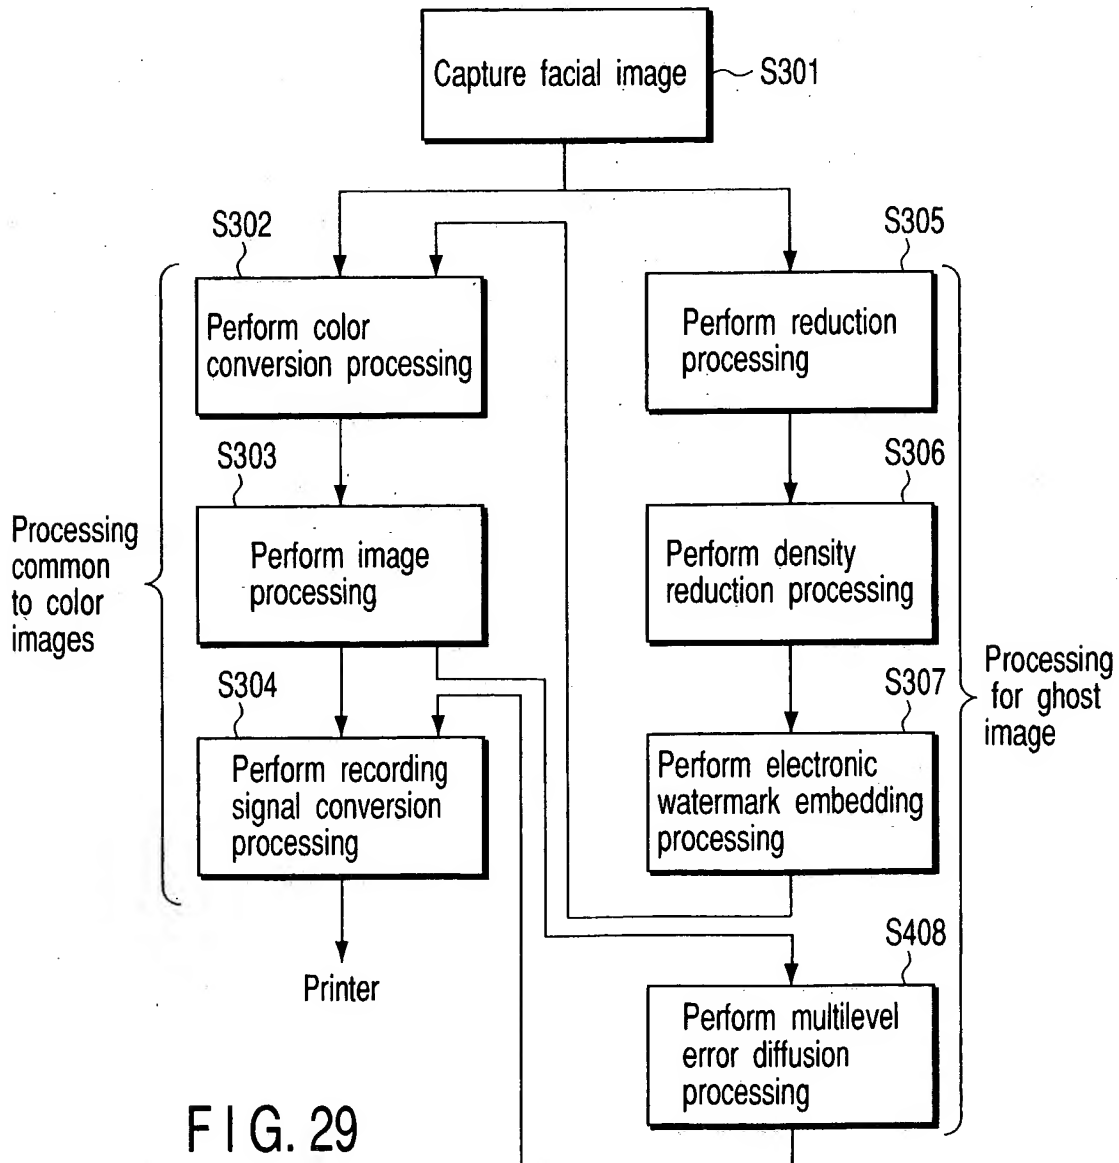 Capture facial image
S301
S302
Perform color
conversion processing
S303
Perform image
processing
S304
Perform recording
signal conversion
processing
Printer
Processing
common
to color
images
S305
Perform reduction
processing
S306
Perform density
reduction processing
S307
Perform electronic
watermark embedding
processing
S408
Perform multilevel
error diffusion
processing
Processing
for ghost
image
FIG. 29